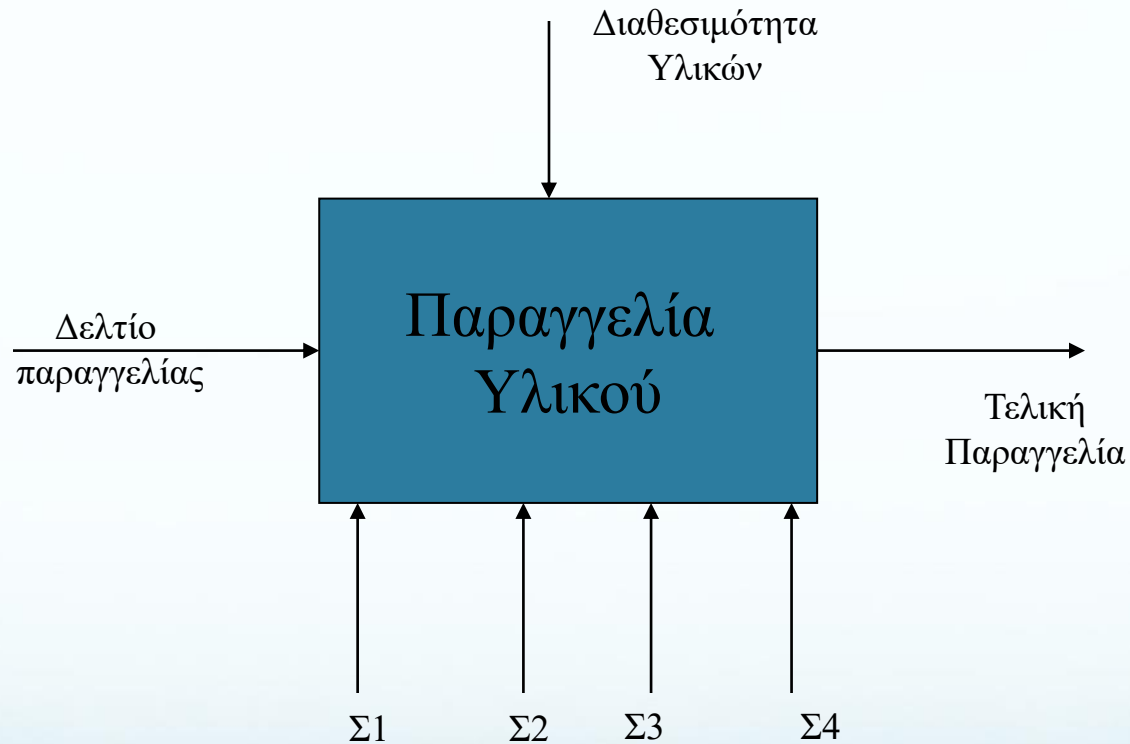 Διαθεσιμότητα
Υλικών
Παραγγελία
Υλικού
Δελτίο
παραγγελίας
Τελική
Παραγγελία
Σ1 Σ2 Σ3 Σ4